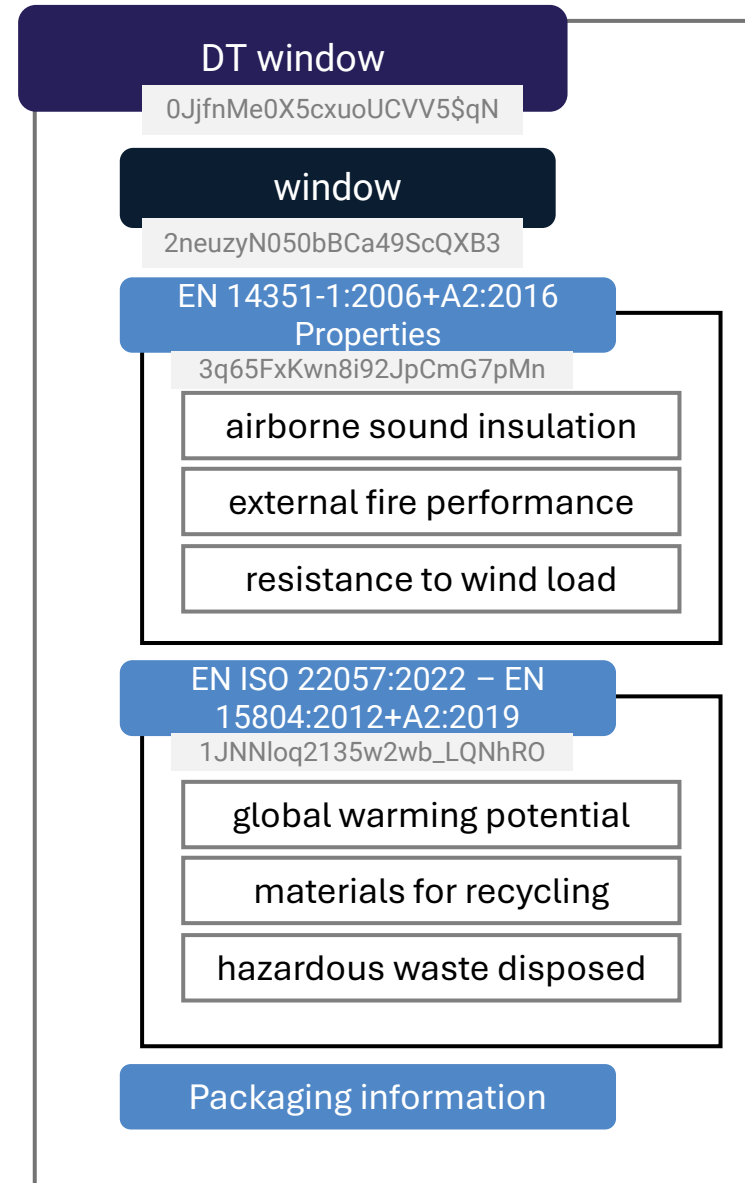 DT window
0JjfnMe0X5cxuoUCVV5$qN
window
2neuzyN050bBCa49ScQXB3
EN 14351-1:2006+A2:2016
Properties
3q65FxKwn8i92JpCmG7pMn
airborne sound insulation
external fire performance
resistance to wind load
EN ISO 22057:2022 – EN
15804:2012+A2:2019
1JNNloq2135w2wb_LQNhRO
global warming potential
materials for recycling
hazardous waste disposed
Packaging information